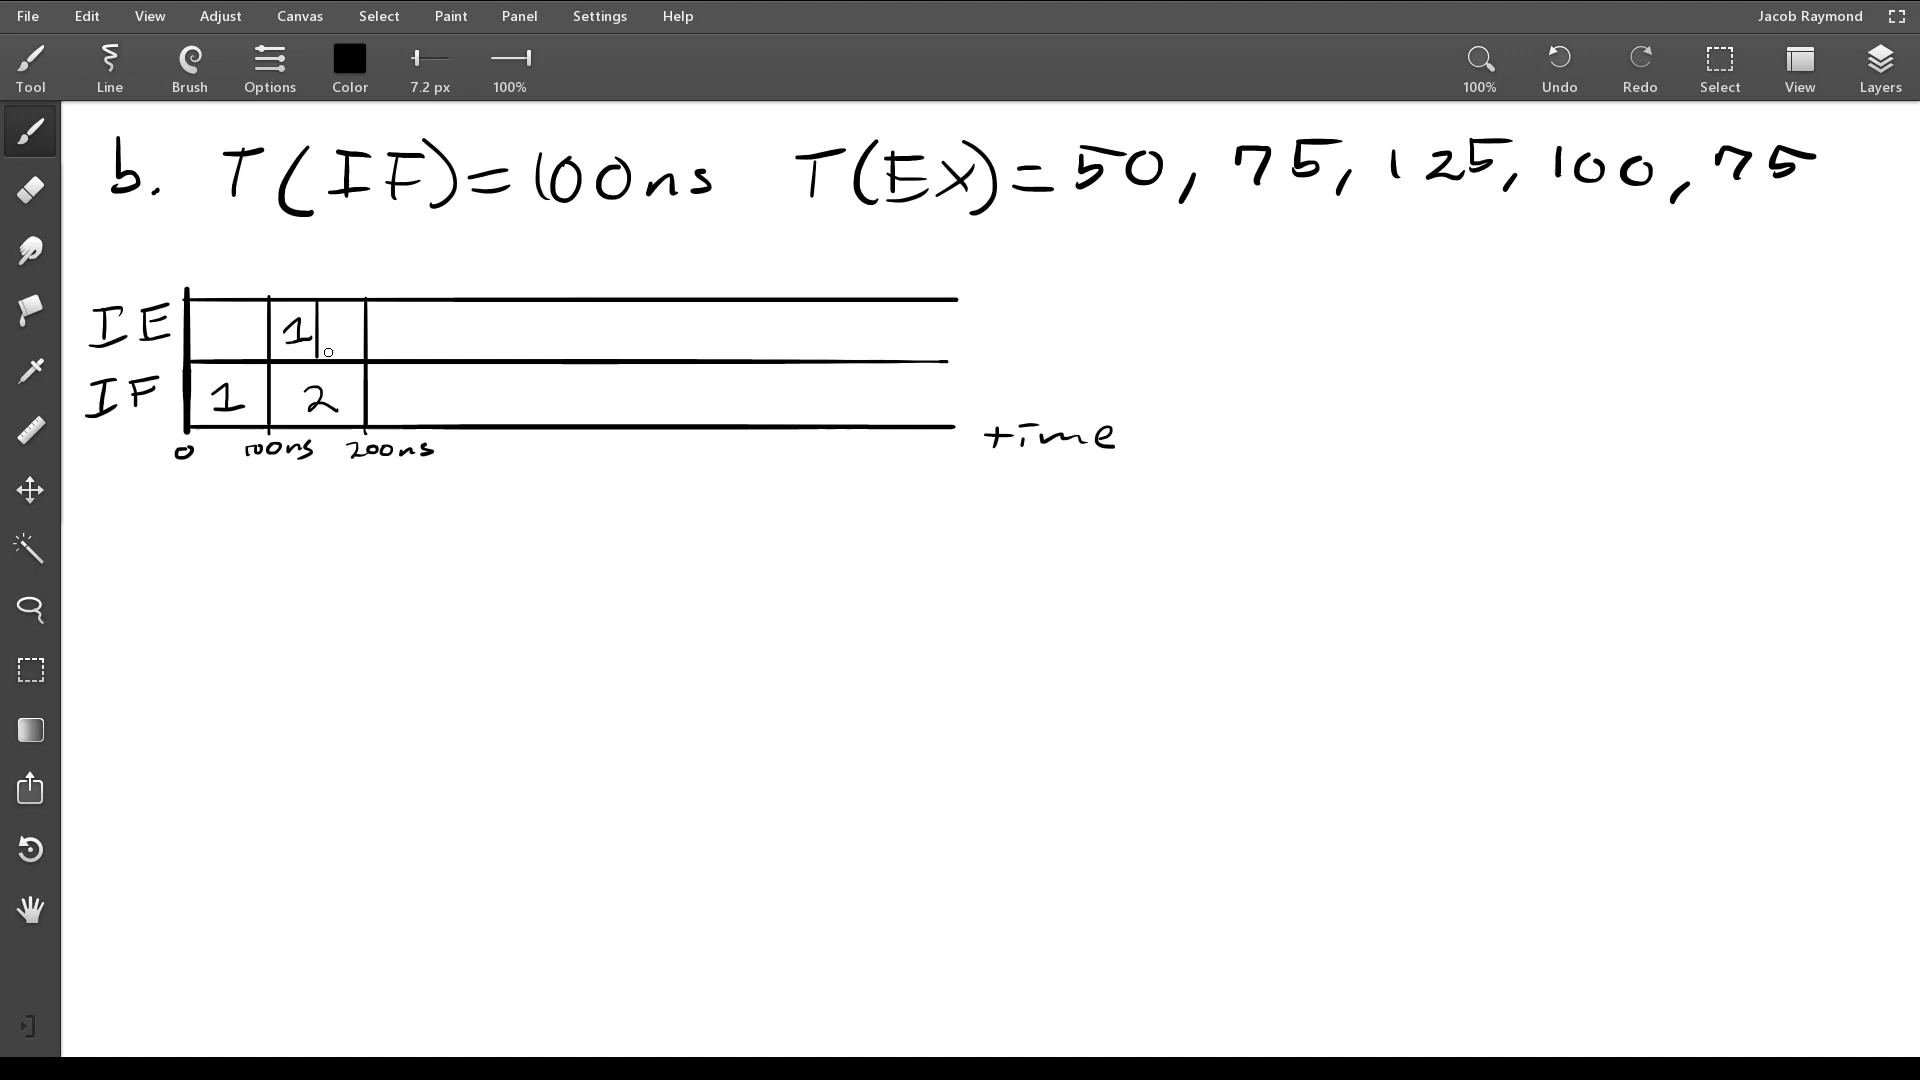 File Edit View Adjust Canvas Select Paint Panel Settings Help Jacob Raymond
Tool Line Brush Options Color 7.2 px 100% 100% Undo Redo Select View Layers
b. T(IF)=100ns T(EX)=50, 75, 125, 100, 75
IE 1
IF 1 2
0 100ns 200ns time